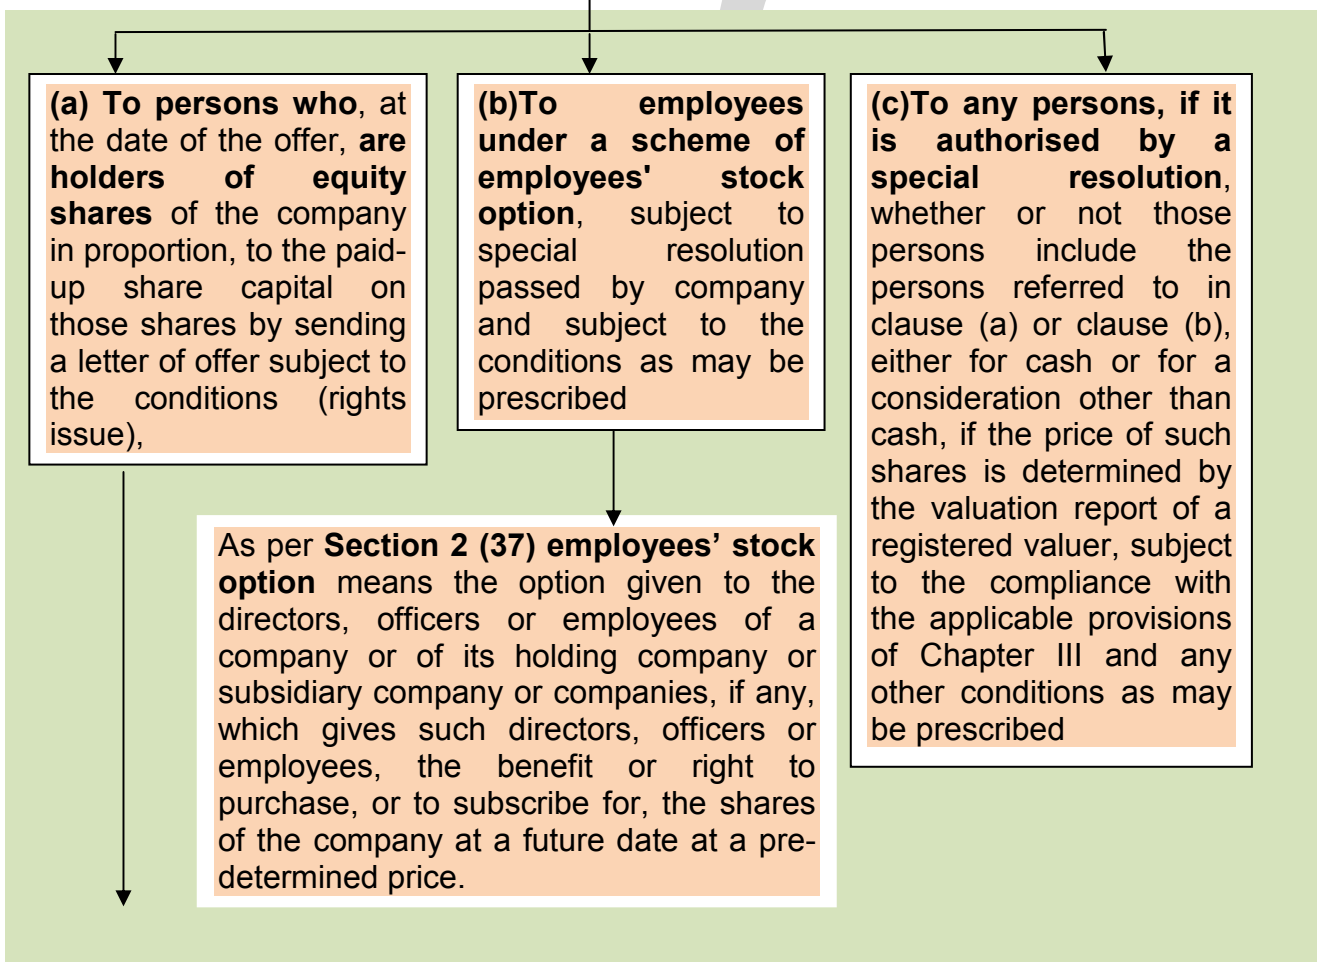 (a) To persons who, at
the date of the offer, are
holders of equity
shares of the company
in proportion, to the paid-
up share capital on
those shares by sending
a letter of offer subject to
the conditions (rights
issue),
(b)To employees
under a scheme of
employees' stock
option, subject to
special resolution
passed by company
and subject to the
conditions as may be
prescribed
(c)To any persons, if it
is authorised by a
special resolution,
whether or not those
persons include the
persons referred to in
clause (a) or clause (b),
either for cash or for a
consideration other than
cash, if the price of such
shares is determined by
the valuation report of a
registered valuer, subject
to the compliance with
the applicable provisions
of Chapter III and any
other conditions as may
be prescribed
As per Section 2 (37) employees’ stock
option means the option given to the
directors, officers or employees of a
company or of its holding company or
subsidiary company or companies, if any,
which gives such directors, officers or
employees, the benefit or right to
purchase, or to subscribe for, the shares
of the company at a future date at a pre-
determined price.